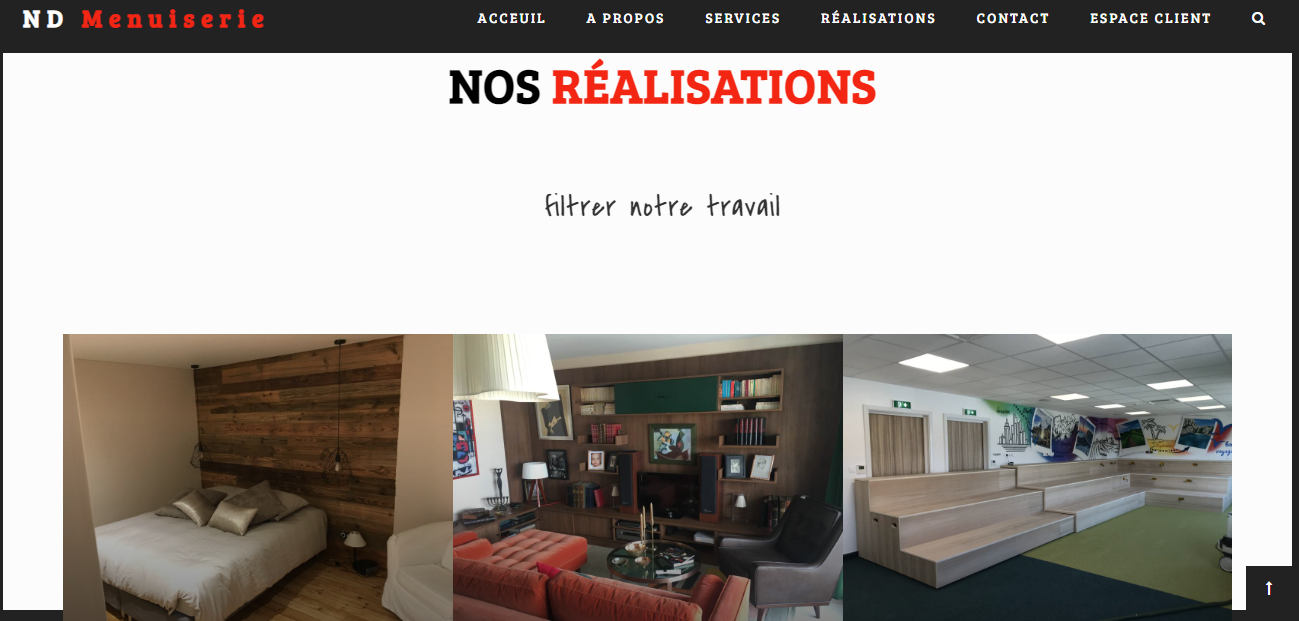 ND Menuiserie
ACCEUIL
A PROPOS
SERVICES
RÉALISATIONS
CONTACT
ESPACE CLIENT
NOS RÉALISATIONS
filtrer notre travail